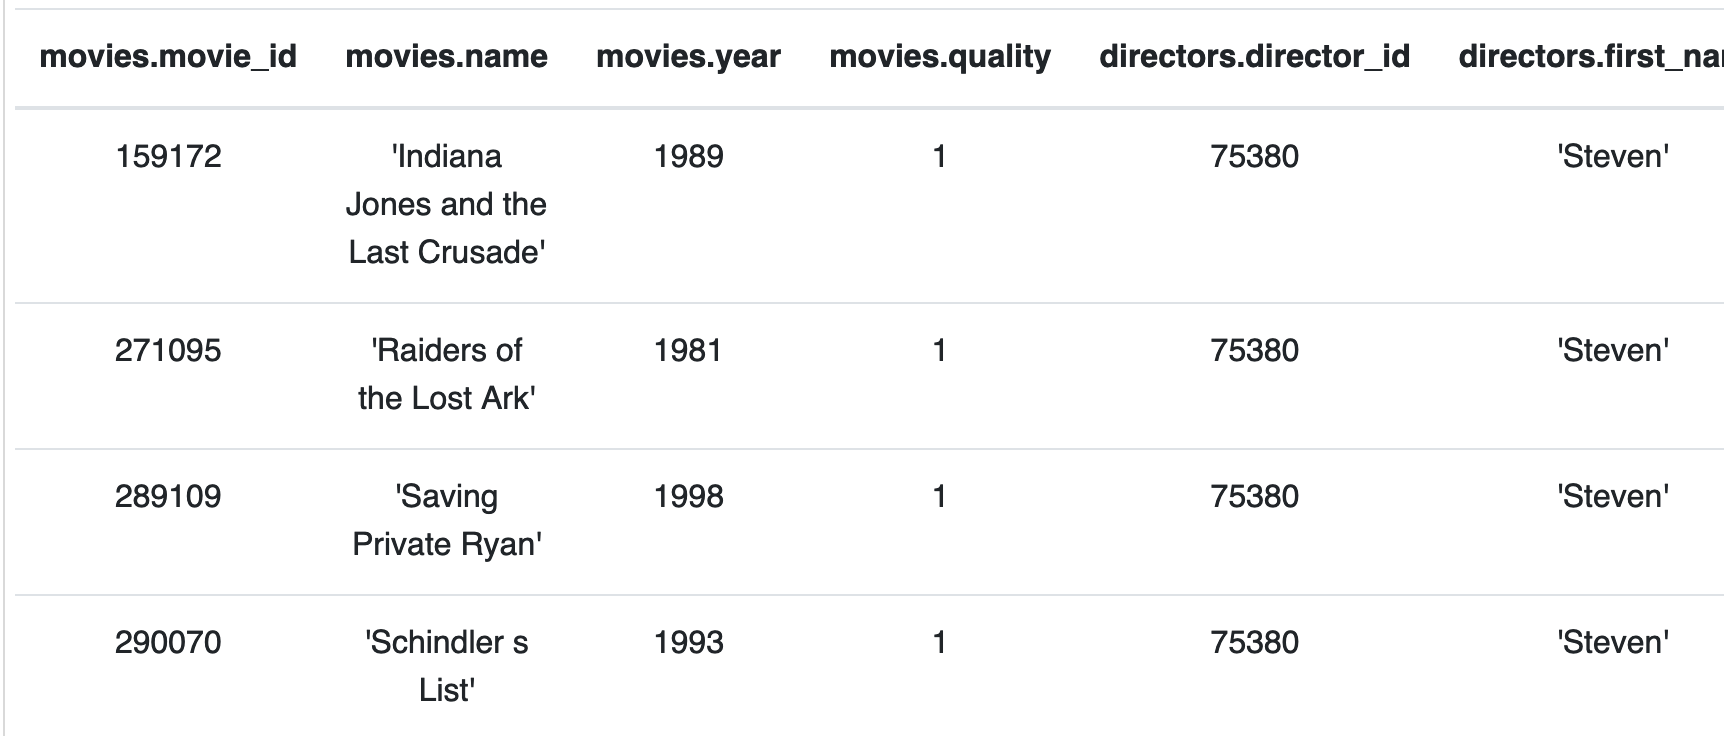 movies.movie_id movies.name movies.year movies.quality directors.director_id directors.first_na
159172 'Indiana 1989 1 75380 'Steven'
Jones and the
Last Crusade'
271095 'Raiders of 1981 1 75380 'Steven'
the Lost Ark'
289109 'Saving 1998 1 75380 'Steven'
Private Ryan'
290070 'Schindler s 1993 1 75380 'Steven'
List'